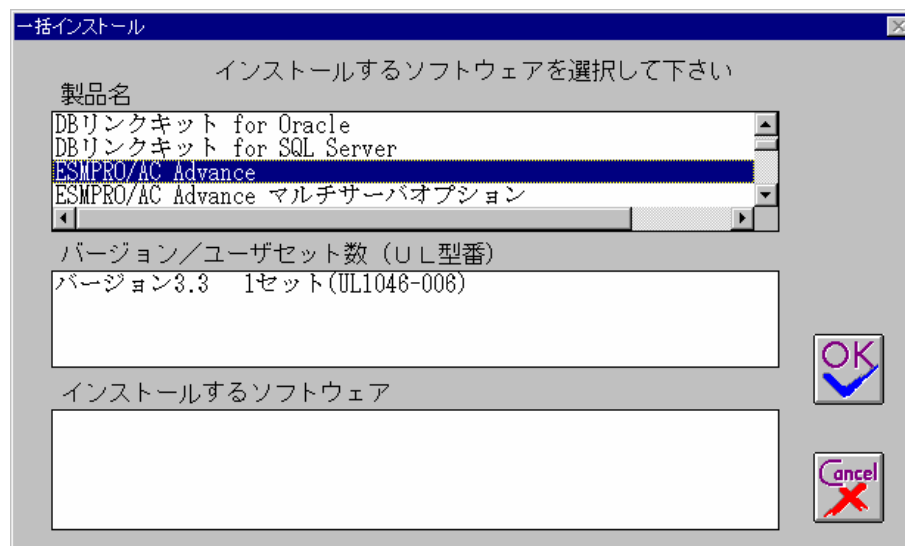 一括インストール
インストールするソフトウェアを選択して下さい
製品名
DBリンクキット for Oracle
DBリンクキット for SQL Server
ESMPRO/AC Advance
ESMPRO/AC Advance マルチサーバオプション
バージョン／ユーザセット数（ＵＬ型番）
バージョン3.3　1セット(UL1046-006)
OK
インストールするソフトウェア
Cancel